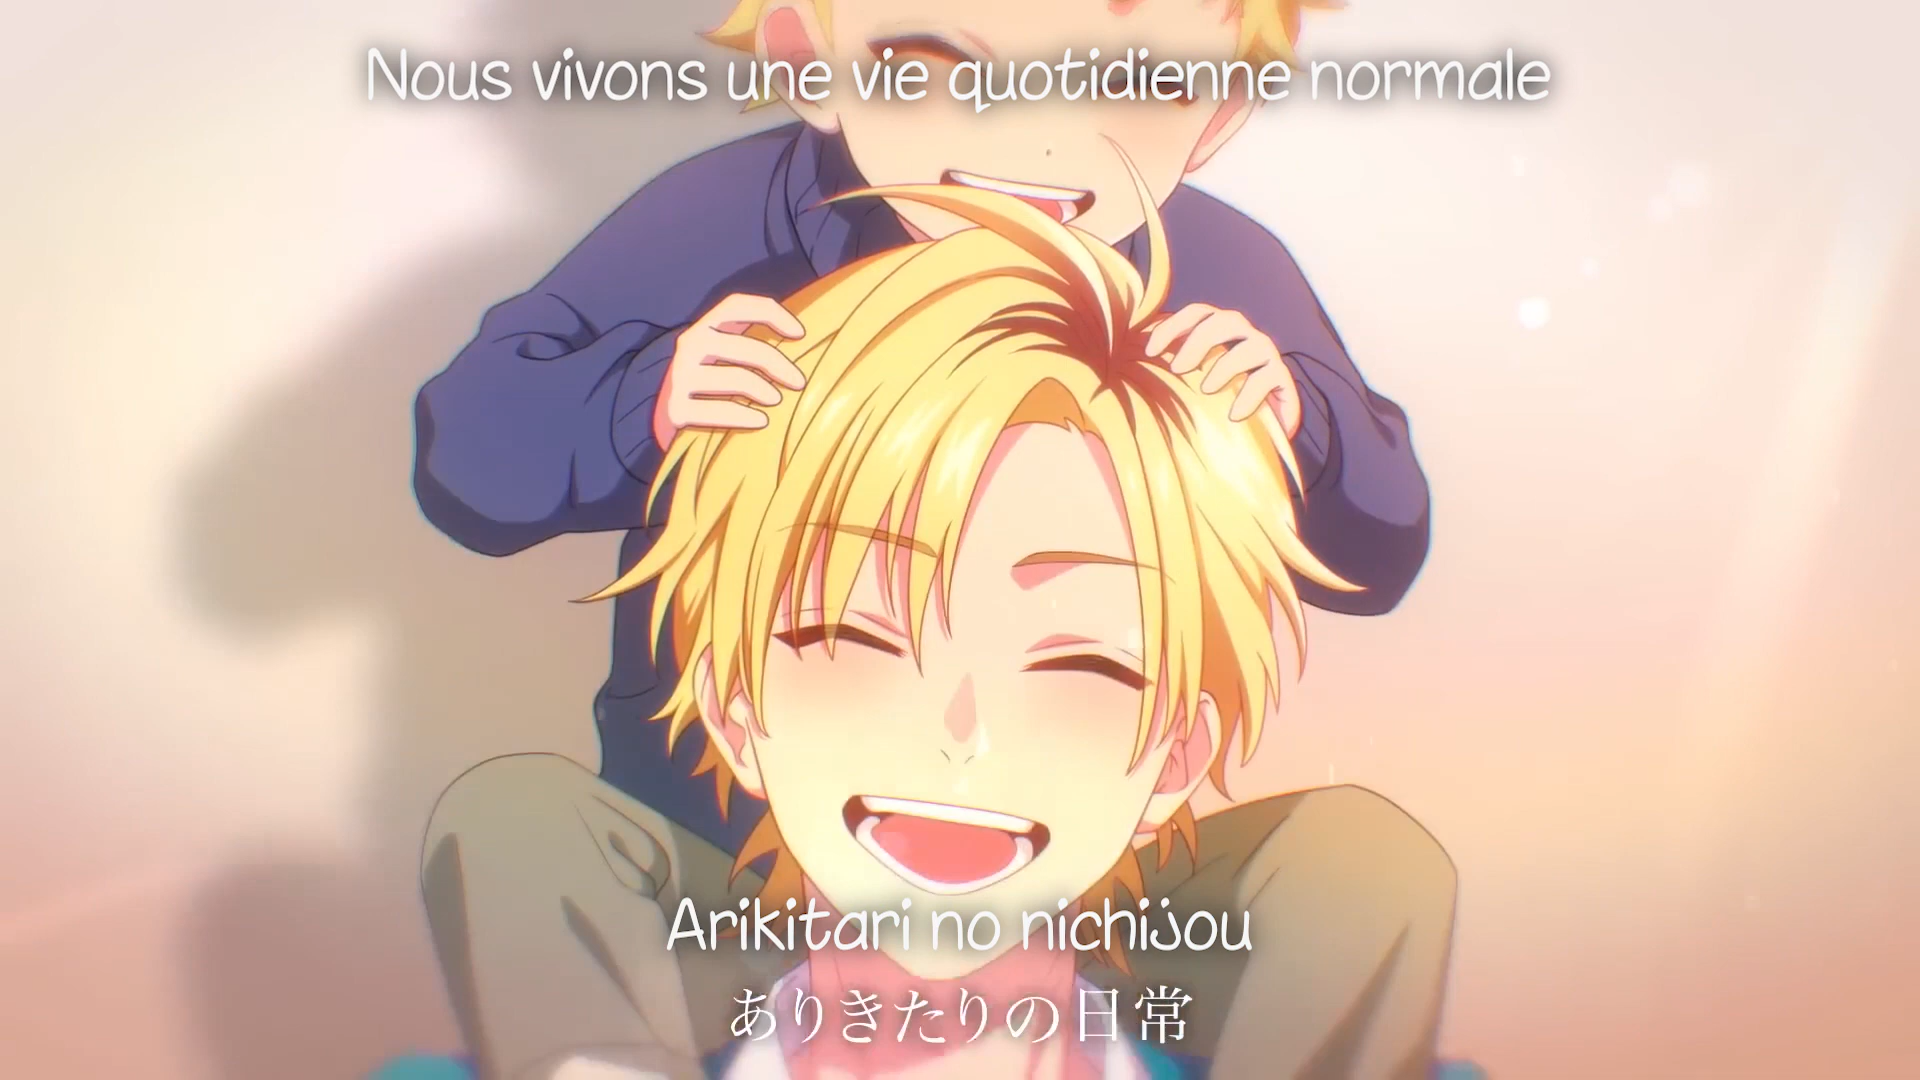 Nous vivons une vie quotidienne normale
Arikitari no nichijou
ありきたりの日常